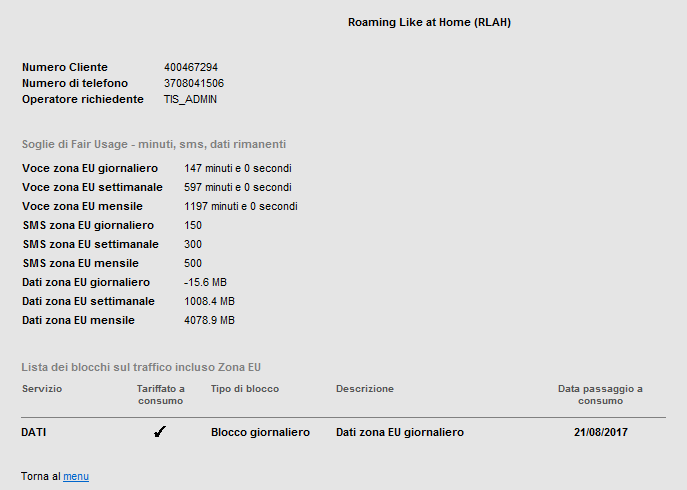 Roaming Like at Home (RLAH)
Numero Cliente 400467294
Numero di telefono 3708041506
Operatore richiedente TIS_ADMIN
Soglie di Fair Usage - minuti, sms, dati rimanenti
Voce zona EU giornaliero 147 minuti e 0 secondi
Voce zona EU settimanale 597 minuti e 0 secondi
Voce zona EU mensile 1197 minuti e 0 secondi
SMS zona EU giornaliero 150
SMS zona EU settimanale 300
SMS zona EU mensile 500
Dati zona EU giornaliero -15.6 MB
Dati zona EU settimanale 1008.4 MB
Dati zona EU mensile 4078.9 MB
Lista dei blocchi sul traffico incluso Zona EU
Servizio Tariffato a consumo Tipo di blocco Descrizione Data passaggio a consumo
DATI ✓ Blocco giornaliero Dati zona EU giornaliero 21/08/2017
Torna al menu